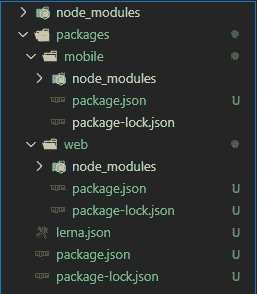 node_modules
packages
mobile
node_modules
package.json U
package-lock.json
web
node_modules
package.json U
package-lock.json U
lerna.json U
package.json U
package-lock.json U